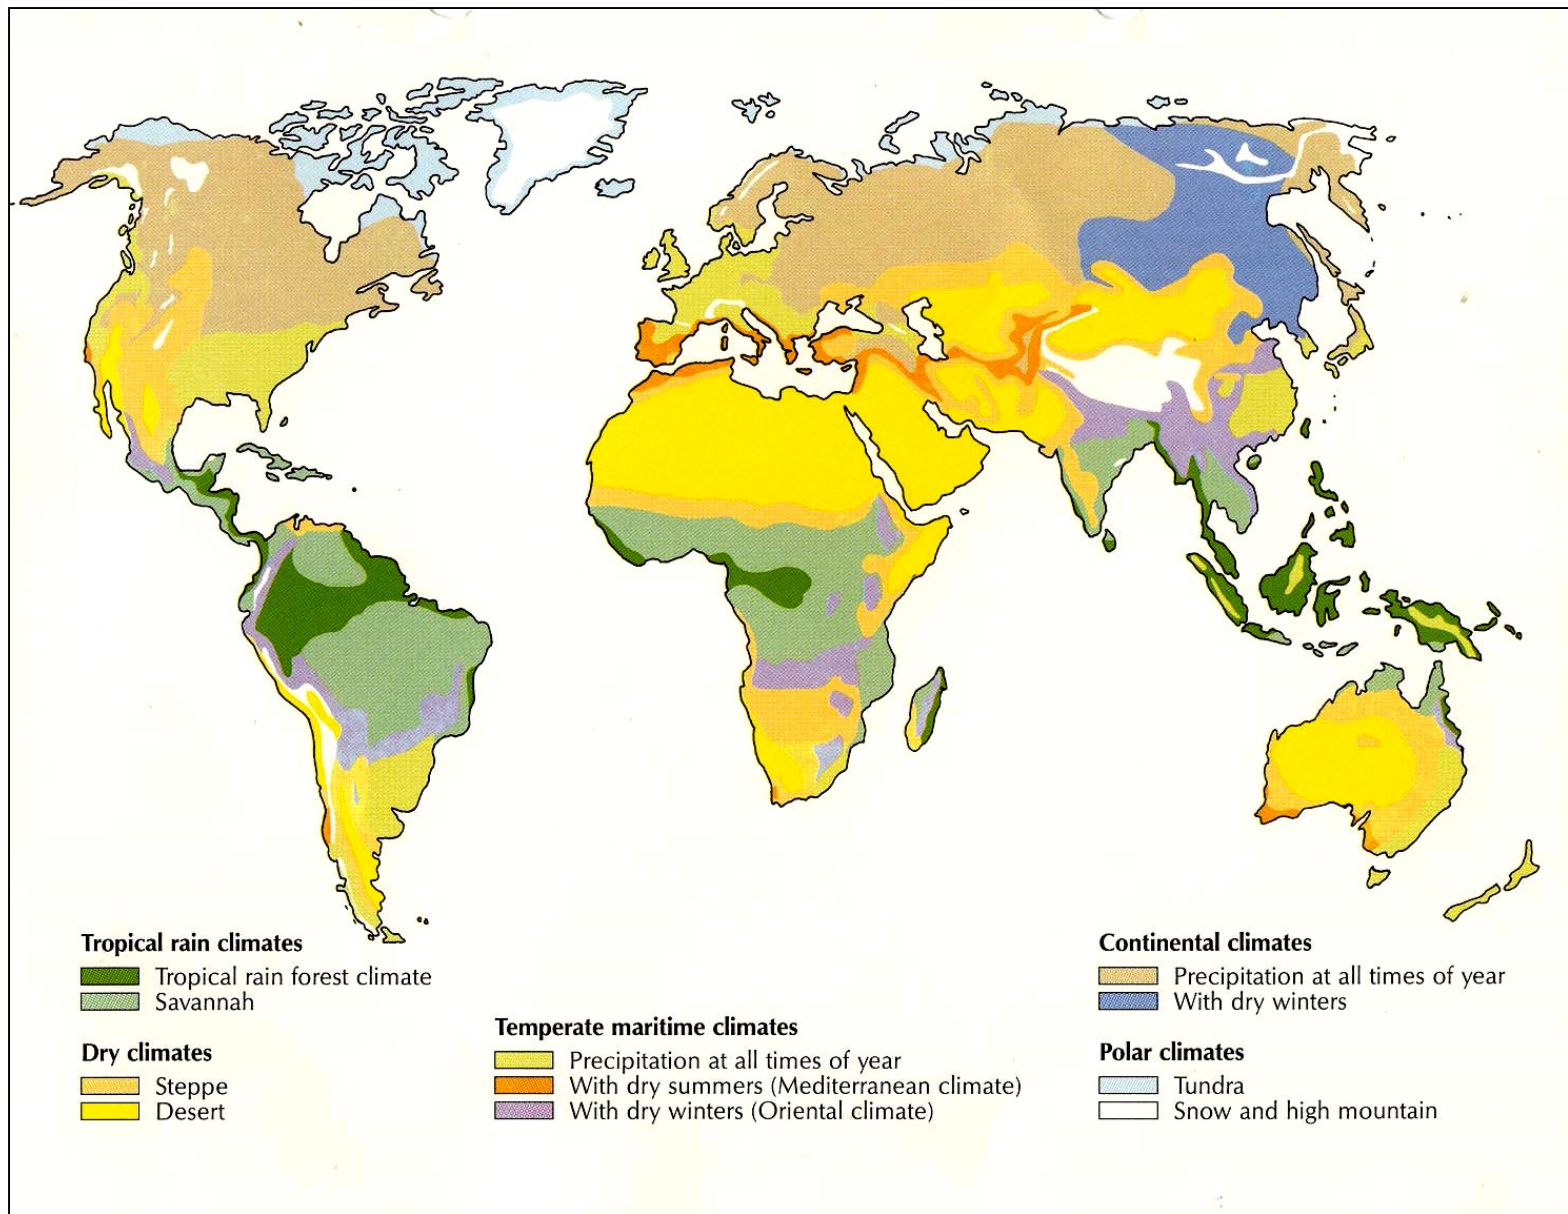 Tropical rain climates
Tropical rain forest climate
Savannah
Dry climates
Steppe
Desert
Temperate maritime climates
Precipitation at all times of year
With dry summers (Mediterranean climate)
With dry winters (Oriental climate)
Continental climates
Precipitation at all times of year
With dry winters
Polar climates
Tundra
Snow and high mountain